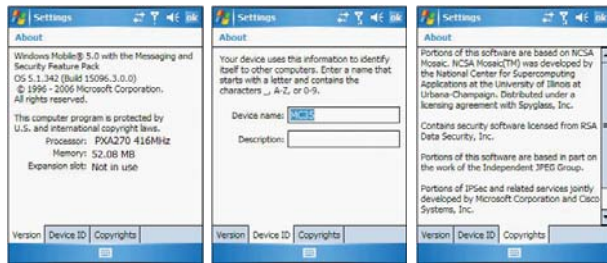 Settings
ok
About
Windows Mobile® 5.0 with the Messaging and
Security Feature Pack
OS 5.1.342 (Build 15096.3.0.0)
© 1996 - 2006 Microsoft Corporation.
All rights reserved.
This computer program is protected by
U.S. and international copyright laws.
Processor: PXA270 416MHz
Memory: 52.08 MB
Expansion slot: Not in use
Version Device ID Copyrights
Settings
ok
About
Your device uses this information to identify
itself to other computers. Enter a name that
starts with a letter and contains the
characters _, A-Z, or 0-9.
Device name: MC35
Description:
Version Device ID Copyrights
Settings
ok
About
Portions of this software are based on NCSA
Mosaic. NCSA Mosaic(TM) was developed by
the National Center for Supercomputing
Applications at the University of Illinois at
Urbana-Champaign. Distributed under a
licensing agreement with Spyglass, Inc.
Contains security software licensed from RSA
Data Security, Inc.
Portions of this software are based in part on
the work of the Independent JPEG Group.
Portions of IPSec and related services jointly
developed by Microsoft Corporation and Cisco
Systems, Inc.
Version Device ID Copyrights